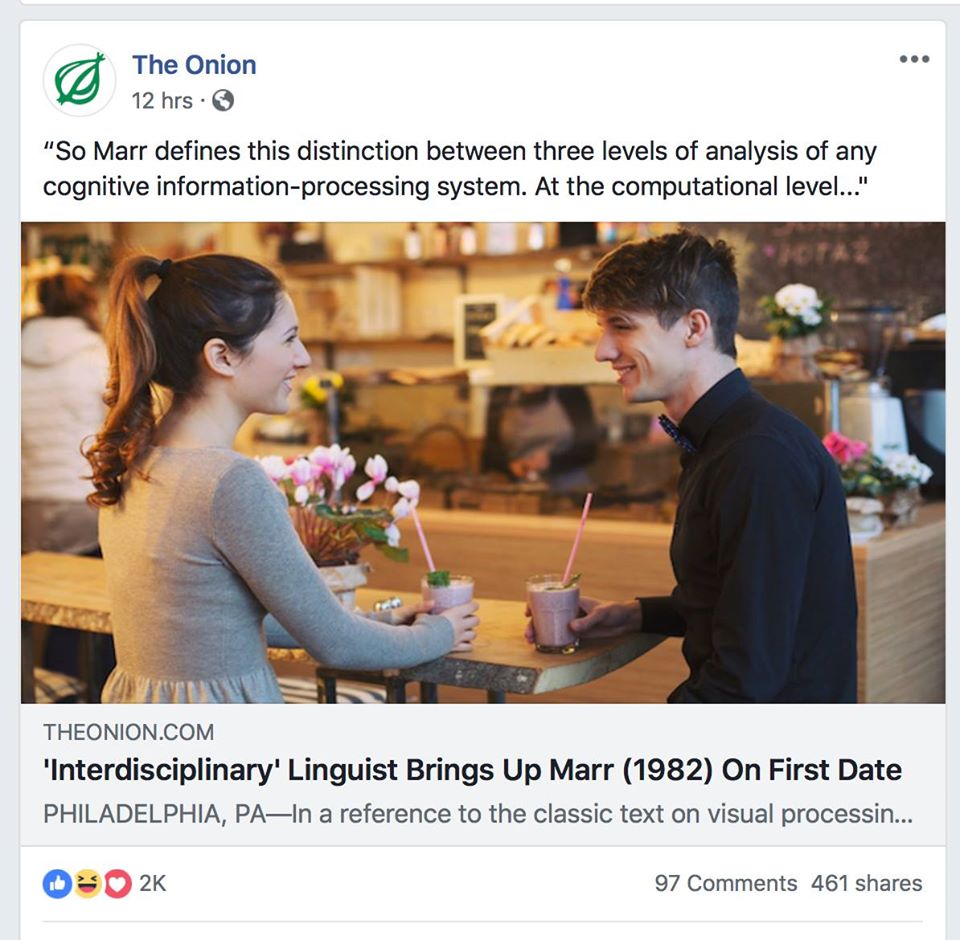 The Onion
12 hrs ·
“So Marr defines this distinction between three levels of analysis of any
cognitive information-processing system. At the computational level..."
THEONION.COM
'Interdisciplinary' Linguist Brings Up Marr (1982) On First Date
PHILADELPHIA, PA—In a reference to the classic text on visual processin...
2K
97 Comments 461 shares